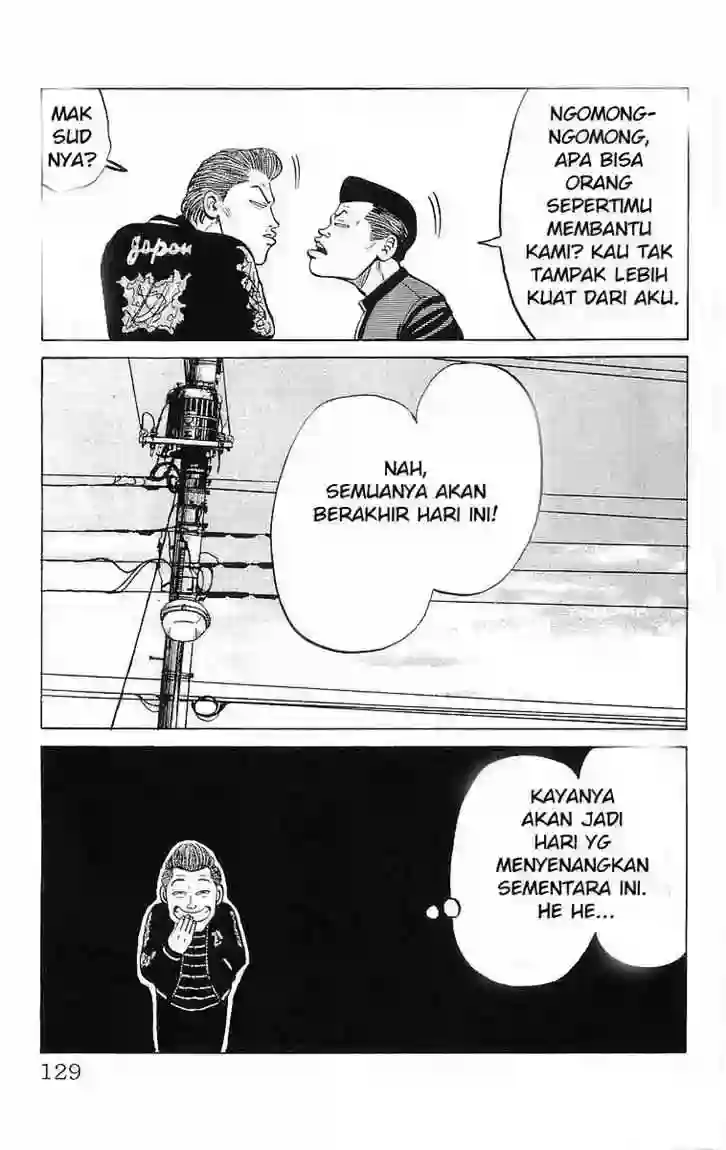 NGOMONG-
NGOMONG,
APA BISA
ORANG
SEPERTIMU
MEMBANTU
KAMI? KAU TAK
TAMPAK LEBIH
KUAT DARI AKU.
MAK
SUD
NYA?
Japan
NAH,
SEMUANYA AKAN
BERAKHIR HARI INI!
KAYANYA
AKAN JADI
HARI YG
MENYENANGKAN
SEMENTARA INI.
HE HE...
129